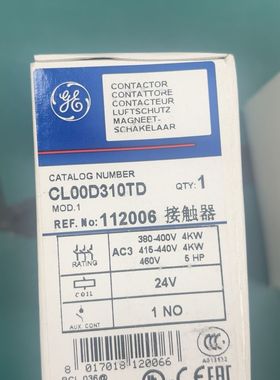 GE
CONTACTOR
CONTATTORE
CONTACTEUR
LUFTSCHUTZ
MAGNEET-
SCHAKELAAR
CATALOG NUMBER
CL00D310TD QTY: 1
MOD.1
REF. No: 112006 接触器
RATING AC3 380-400V 4KW
415-440V 4KW
460V 5 HP
COIL 24V
AUX. CONT. 1 NO
8 017018 120066
CCC